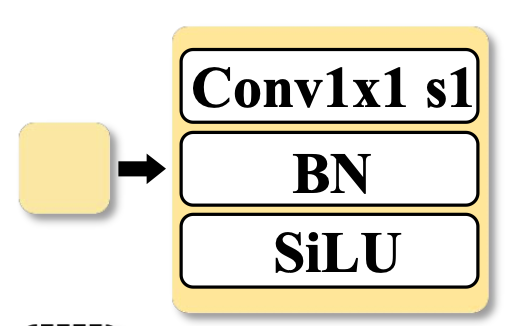 Conv1x1 s1
BN
SiLU